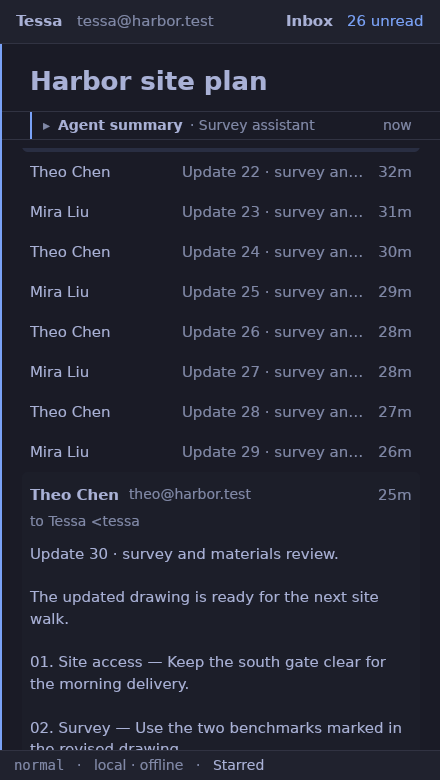 Tessa tessa@harbor.test Inbox 26 unread
Harbor site plan
▸ Agent summary · Survey assistant now
Theo Chen Update 22 · survey an… 32m
Mira Liu Update 23 · survey an… 31m
Theo Chen Update 24 · survey an… 30m
Mira Liu Update 25 · survey an… 29m
Theo Chen Update 26 · survey an… 28m
Mira Liu Update 27 · survey an… 28m
Theo Chen Update 28 · survey an… 27m
Mira Liu Update 29 · survey an… 26m
Theo Chen theo@harbor.test 25m
to Tessa <tessa
Update 30 · survey and materials review.
The updated drawing is ready for the next site
walk.
01. Site access — Keep the south gate clear for
the morning delivery.
02. Survey — Use the two benchmarks marked in
the revised drawing.
normal · local · offline · Starred